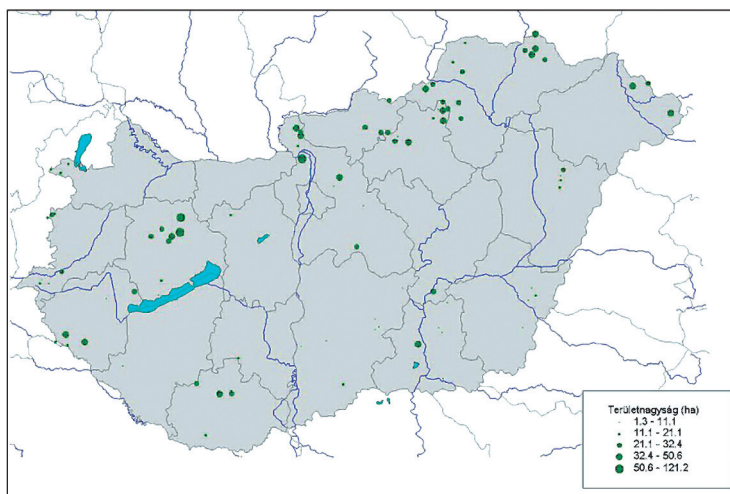 Területnagyság (ha)
1.3 - 11.1
11.1 - 21.1
21.1 - 32.4
32.4 - 50.6
50.6 - 121.2